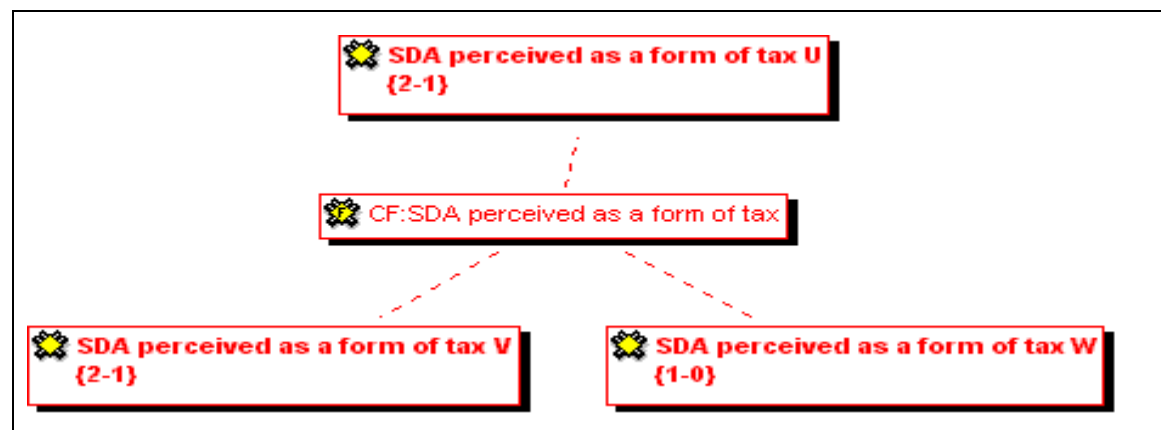 SDA perceived as a form of tax U
{2-1}
CF:SDA perceived as a form of tax
SDA perceived as a form of tax V
{2-1}
SDA perceived as a form of tax W
{1-0}